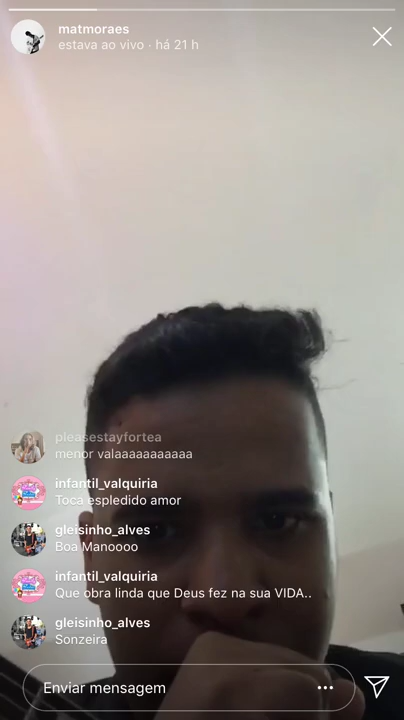 matmoraes
estava ao vivo · há 21 h
pleasestayfortea
menor valaaaaaaaaaaa
infantil_valquiria
Toca espledido amor
gleisinho_alves
Boa Manoooo
infantil_valquiria
Que obra linda que Deus fez na sua VIDA..
gleisinho_alves
Sonzeira
Enviar mensagem